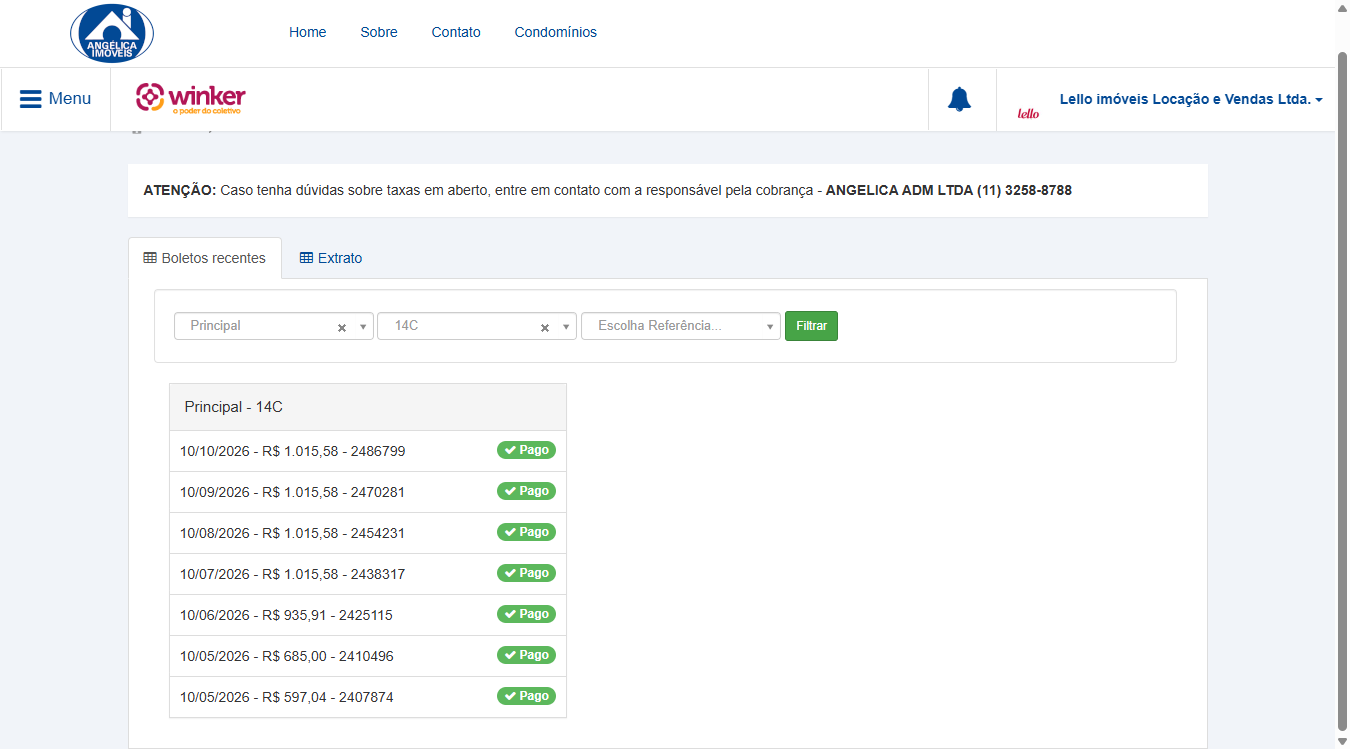 ANGÉLICA
IMÓVEIS
Home Sobre Contato Condomínios
Menu
winker
o poder do coletivo
lello
Lello imóveis Locação e Vendas Ltda.
ATENÇÃO: Caso tenha dúvidas sobre taxas em aberto, entre em contato com a responsável pela cobrança - ANGELICA ADM LTDA (11) 3258-8788
Boletos recentes Extrato
Principal × 14C × Escolha Referência... Filtrar
Principal - 14C
10/10/2026 - R$ 1.015,58 - 2486799 Pago
10/09/2026 - R$ 1.015,58 - 2470281 Pago
10/08/2026 - R$ 1.015,58 - 2454231 Pago
10/07/2026 - R$ 1.015,58 - 2438317 Pago
10/06/2026 - R$ 935,91 - 2425115 Pago
10/05/2026 - R$ 685,00 - 2410496 Pago
10/05/2026 - R$ 597,04 - 2407874 Pago